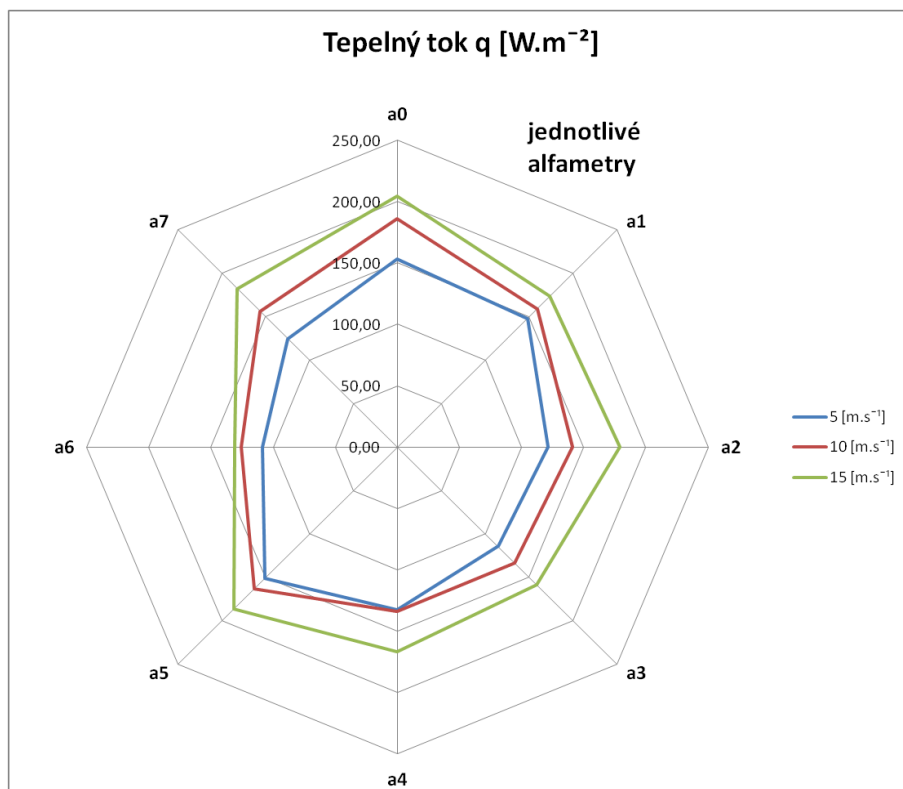 Tepelný tok q [W.m⁻²]
a0
jednotlivé
alfametry
250,00
a7
a1
200,00
150,00
100,00
50,00
a6
0,00
a2
5 [m.s⁻¹]
10 [m.s⁻¹]
15 [m.s⁻¹]
a5
a3
a4